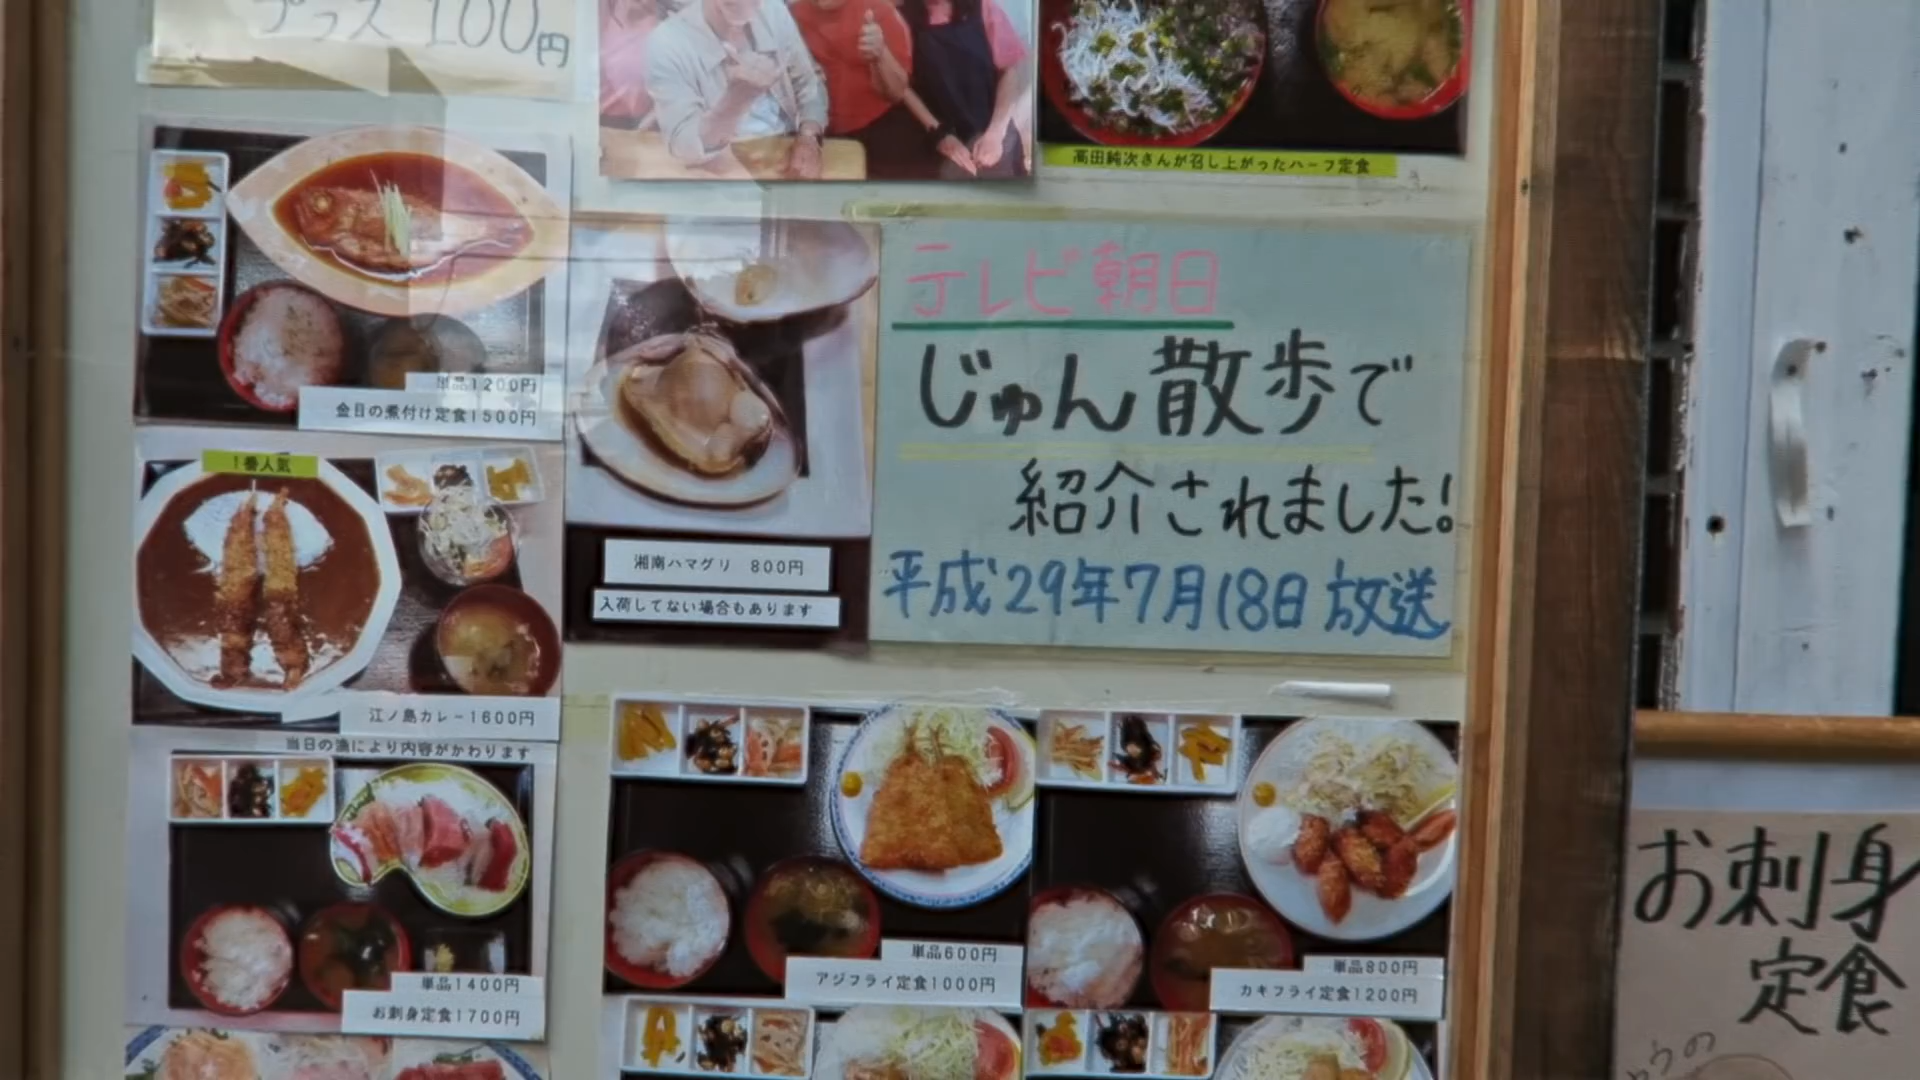 プラス100円
高田純次さんが召し上がったハーフ定食
単品1200円
金目の煮付け定食1500円
テレビ朝日
じゅん散歩で
紹介されました!
平成29年7月18日放送
1番人気
江ノ島カレー1600円
湘南ハマグリ 800円
入荷してない場合もあります
当日の漁により内容がかわります
単品1400円
お刺身定食1700円
単品600円
アジフライ定食1000円
単品800円
カキフライ定食1200円
お刺身
定食